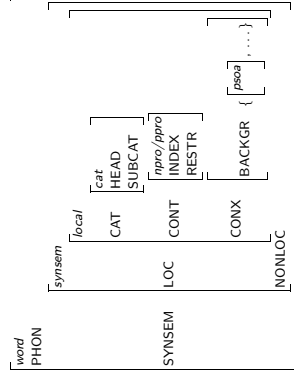 word
PHON
SYNSEM
synsem
LOC
local
CAT
cat
HEAD
SUBCAT
CONT
npro/ppro
INDEX
RESTR
CONX
BACKGR { psoa , . . . . }
NONLOC